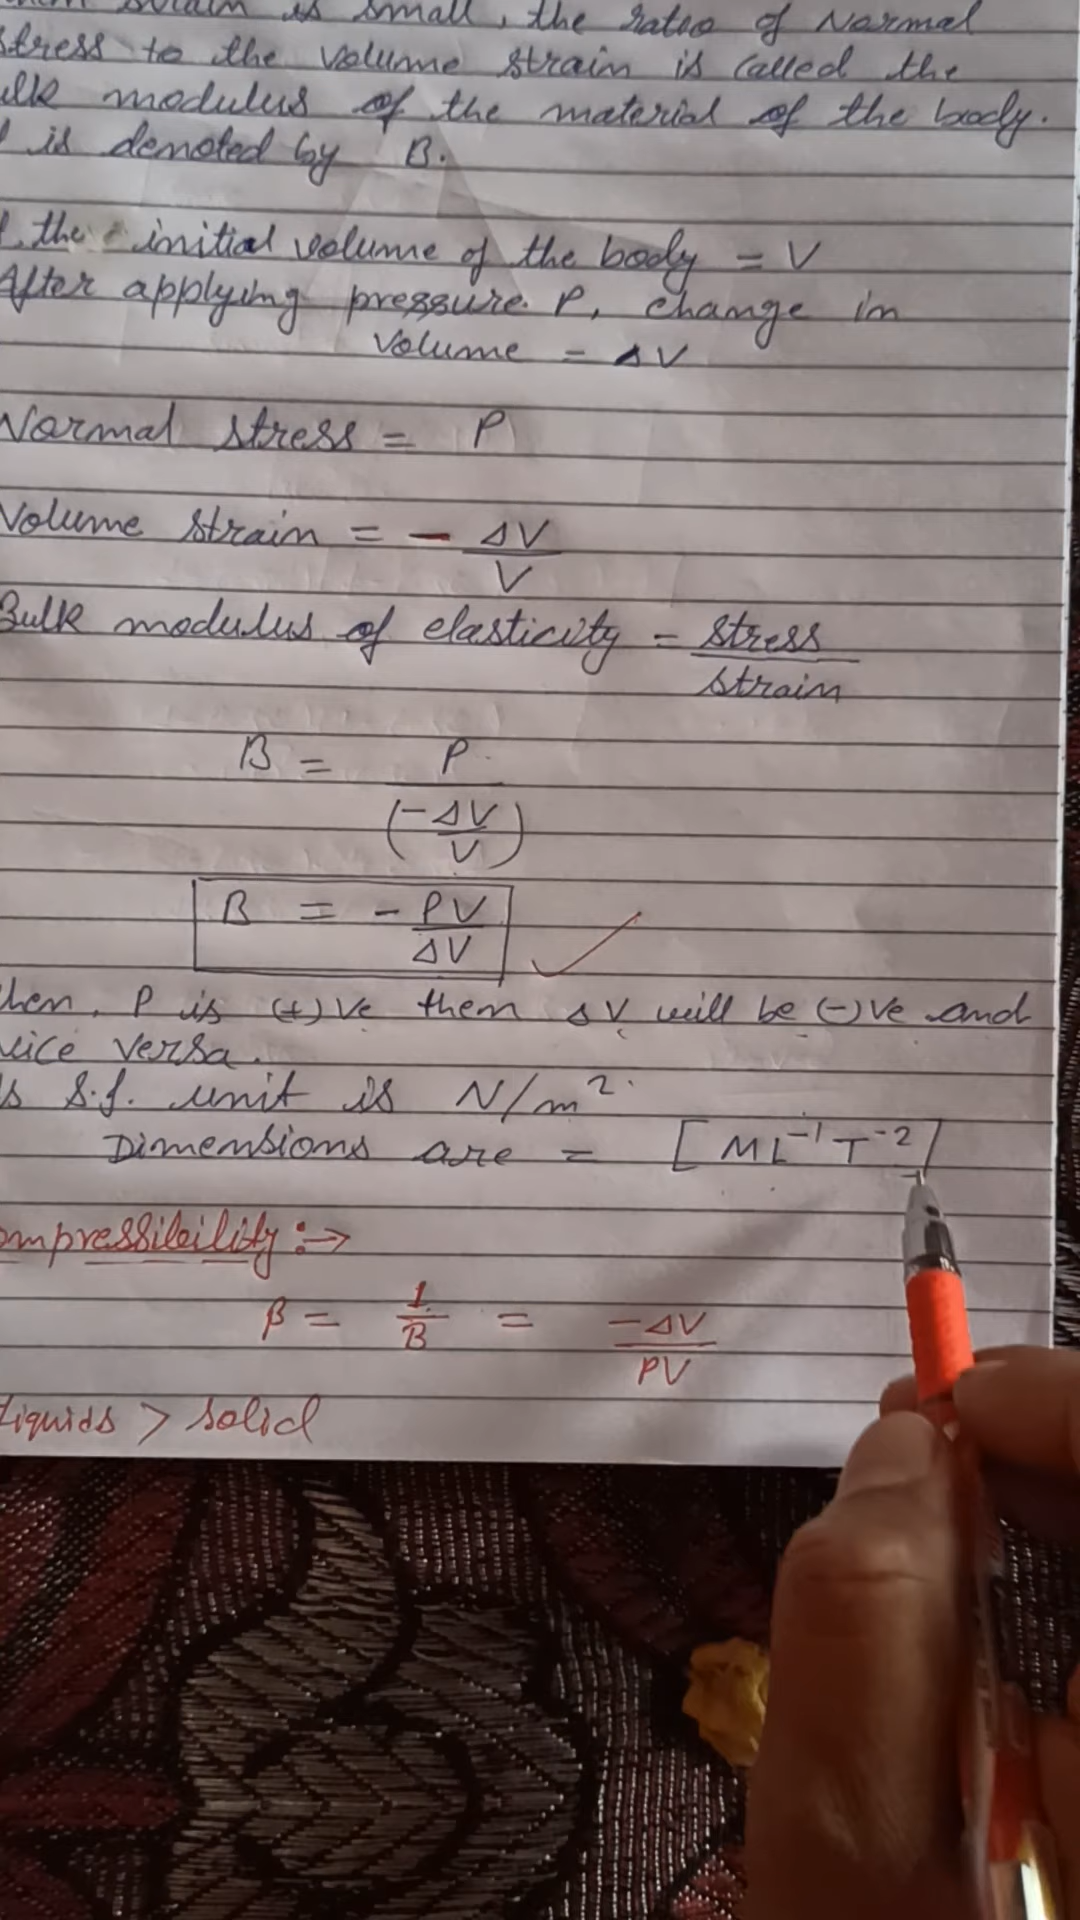 strain is small, the ratio of Normal
stress to the volume strain is called the
ulk modulus of the material of the body.
is denoted by B.
the initial volume of the body = V
After applying pressure P, change in
volume = ΔV
Normal stress = P
Volume strain = - ΔV/V
Bulk modulus of elasticity = stress/strain
B = P/(-ΔV/V)
B = - PV/ΔV ✓
hen, P is (+)ve then ΔV will be (-)ve and
vice versa.
s S.I. unit is N/m²
Dimensions are = [ML⁻¹T⁻²]
ompressibility :→
β = 1/B = -ΔV/PV
Liquids > solid